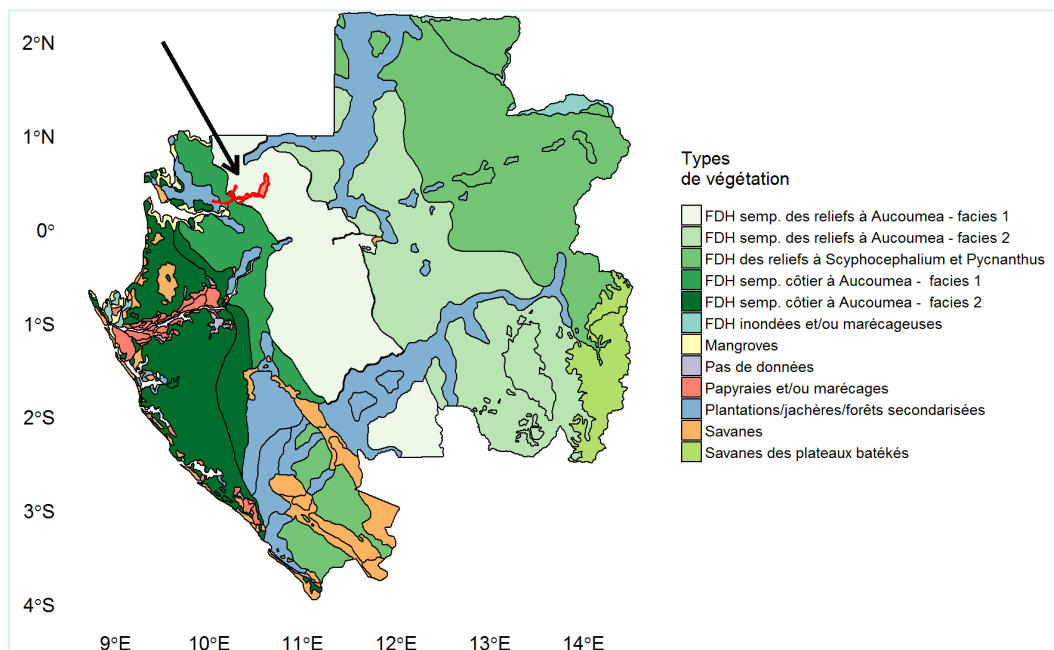 2°N
1°N
0°
1°S
2°S
3°S
4°S
9°E 10°E 11°E 12°E 13°E 14°E
Types
de végétation
FDH semp. des reliefs à Aucoumea - facies 1
FDH semp. des reliefs à Aucoumea - facies 2
FDH des reliefs à Scyphocephalium et Pycnanthus
FDH semp. côtier à Aucoumea - facies 1
FDH semp. côtier à Aucoumea - facies 2
FDH inondées et/ou marécageuses
Mangroves
Pas de données
Papyraies et/ou marécages
Plantations/jachères/forêts secondarisées
Savanes
Savanes des plateaux batékés